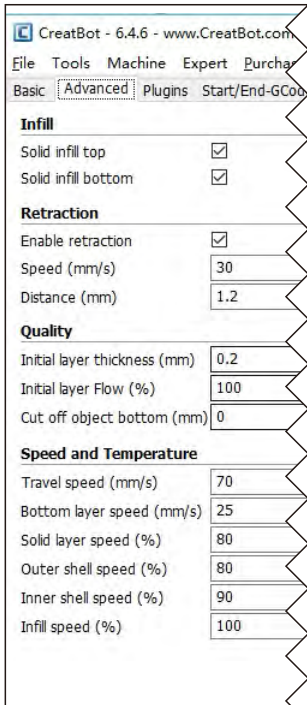 CreatBot - 6.4.6 - www.CreatBot.com
File Tools Machine Expert
Basic Advanced Plugins
Infill
Solid infill top
Solid infill bottom
Retraction
Enable retraction
Speed (mm/s) 30
Distance (mm) 1.2
Quality
Initial layer thickness (mm) 0.2
Initial layer Flow (%) 100
Cut off object bottom (mm) 0
Speed and Temperature
Travel speed (mm/s) 70
Bottom layer speed (mm/s) 25
Solid layer speed (%) 80
Outer shell speed (%) 80
Inner shell speed (%) 90
Infill speed (%) 100